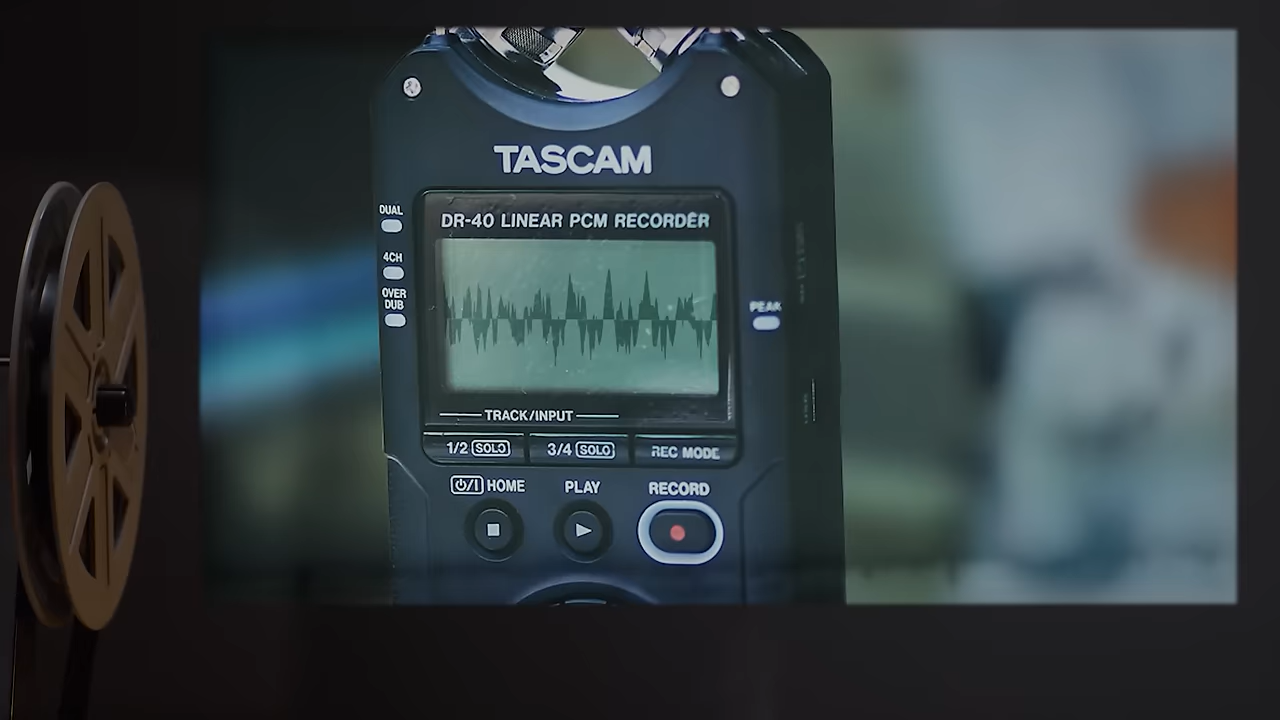 TASCAM
DR-40 LINEAR PCM RECORDER
DUAL
4CH
OVER
DUB
PEAK
TRACK/INPUT
1/2 SOLO
3/4 SOLO
REC MODE
⏻/I HOME
PLAY
RECORD